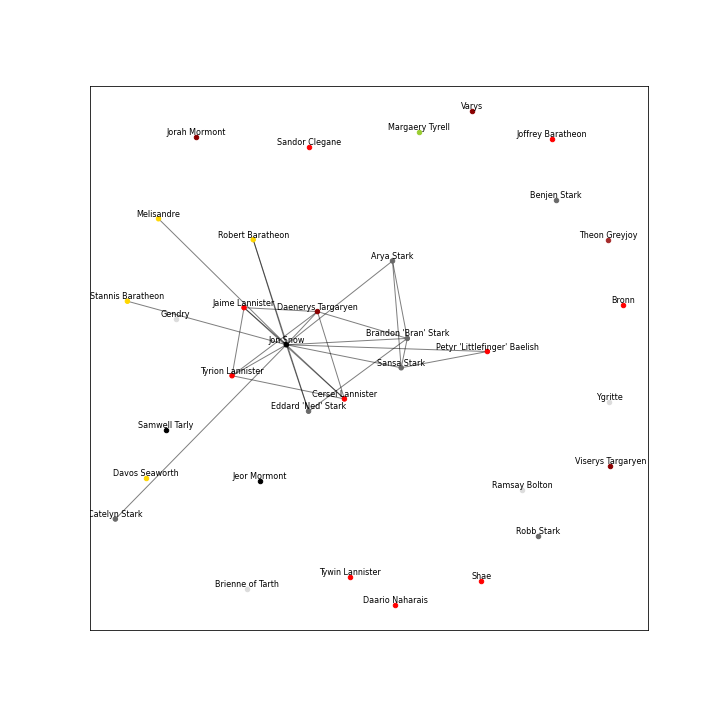 Varys
Margaery Tyrell
Jorah Mormont
Joffrey Baratheon
Sandor Clegane
Benjen Stark
Melisandre
Robert Baratheon
Theon Greyjoy
Arya Stark
Stannis Baratheon
Bronn
Jaime Lannister
Daenerys Targaryen
Gendry
Brandon 'Bran' Stark
Jon Snow
Petyr 'Littlefinger' Baelish
Sansa Stark
Tyrion Lannister
Cersei Lannister
Ygritte
Eddard 'Ned' Stark
Samwell Tarly
Viserys Targaryen
Davos Seaworth
Jeor Mormont
Ramsay Bolton
Catelyn Stark
Robb Stark
Tywin Lannister
Shae
Brienne of Tarth
Daario Naharais